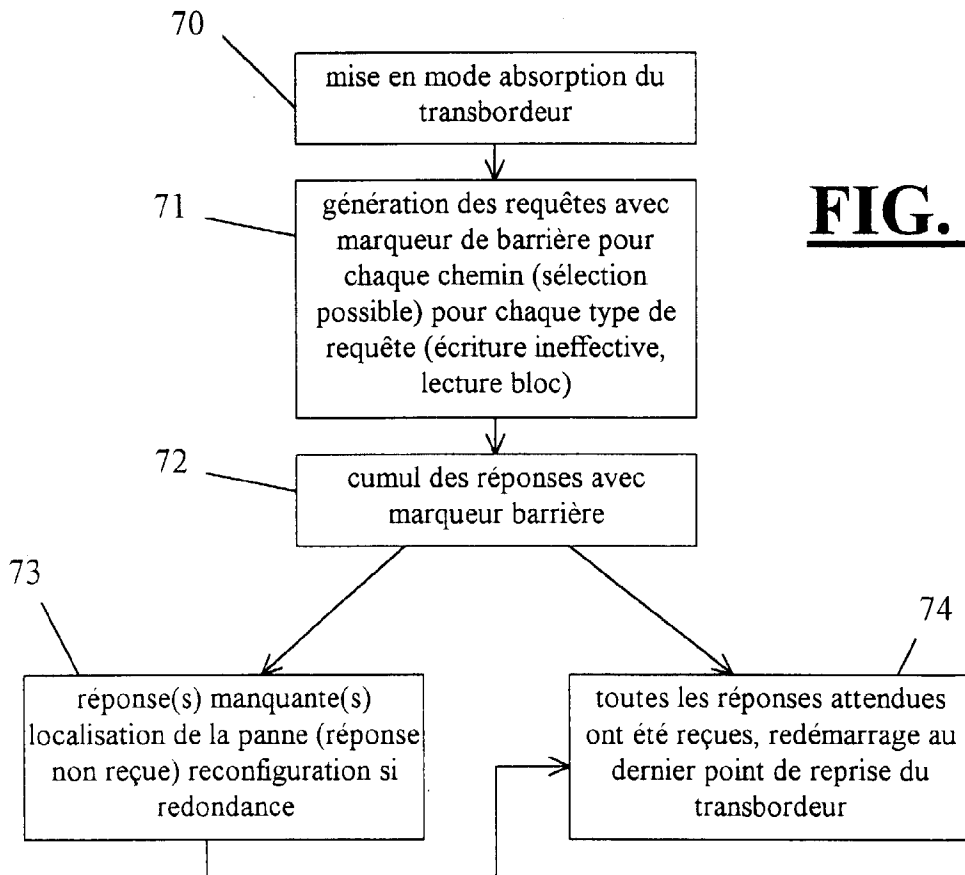 70
mise en mode absorption du
transbordeur
71
génération des requêtes avec
marqueur de barrière pour
chaque chemin (sélection
possible) pour chaque type de
requête (écriture ineffective,
lecture bloc)
FIG.
72
cumul des réponses avec
marqueur barrière
73
réponse(s) manquante(s)
localisation de la panne (réponse
non reçue) reconfiguration si
redondance
74
toutes les réponses attendues
ont été reçues, redémarrage au
dernier point de reprise du
transbordeur